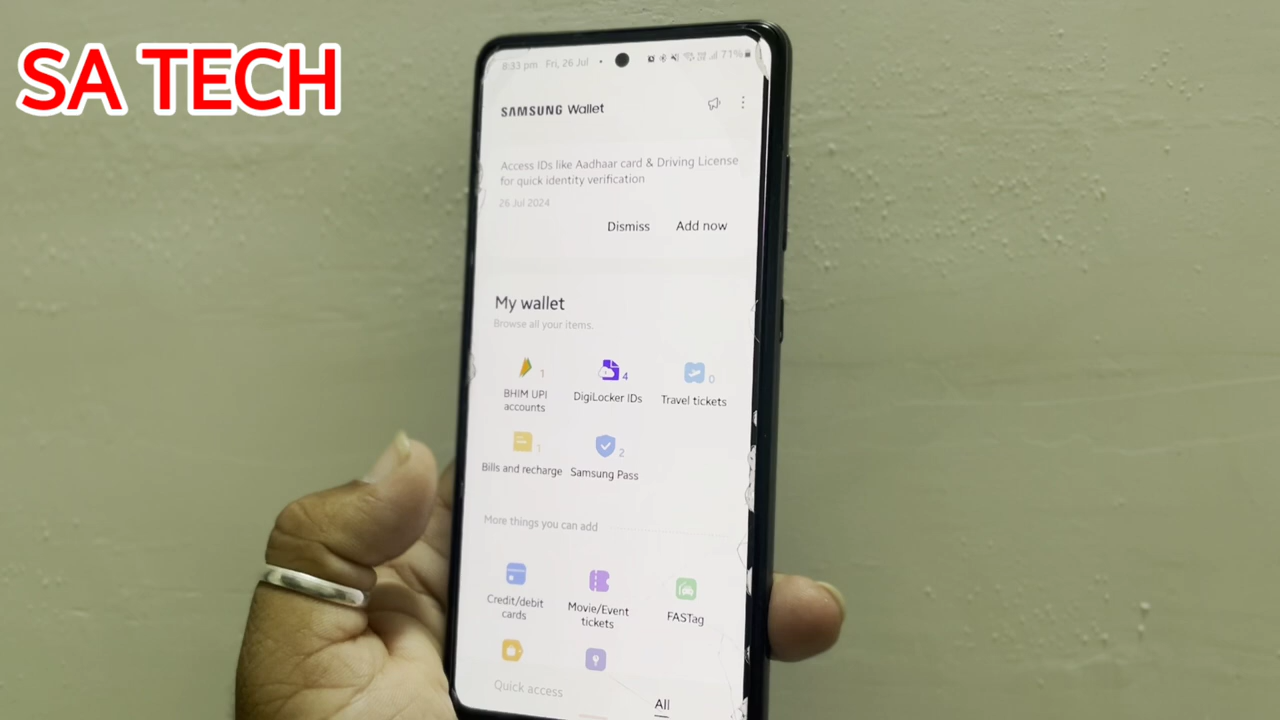 SA TECH
8:33 pm Fri, 26 Jul • 71%
SAMSUNG Wallet
Access IDs like Aadhaar card & Driving License
for quick identity verification
26 Jul 2024
Dismiss Add now
My wallet
Browse all your items.
1 4 0
BHIM UPI
accounts
DigiLocker IDs
Travel tickets
1 2
Bills and recharge
Samsung Pass
More things you can add
Credit/debit
cards
Movie/Event
tickets
FASTag
Quick access
All